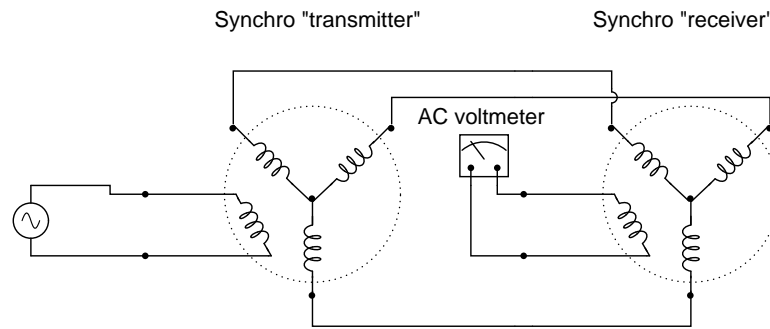 Synchro "transmitter"
Synchro "receiver"
AC voltmeter